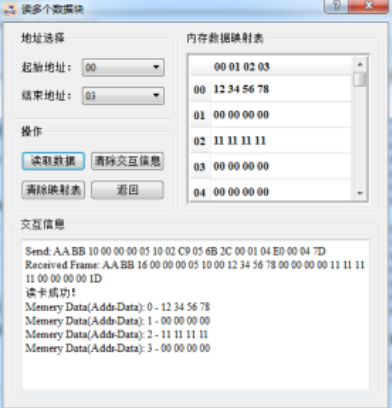 读多个数据块
地址选择
起始地址： 00
结束地址： 03
操作
读取数据 清除交互信息
清除映射表 返回
内存数据映射表
00 01 02 03
00 12 34 56 78
01 00 00 00 00
02 11 11 11 11
03 00 00 00 00
04 00 00 00 00
交互信息
Send: AA BB 10 00 00 00 05 10 02 C9 05 6B 2C 00 01 04 E0 00 04 7D
Received Frame: AA BB 16 00 00 00 05 10 00 12 34 56 78 00 00 00 00 11 11 11
11 00 00 00 00 1D
读卡成功!
Memory Data(Addr-Data): 0 - 12 34 56 78
Memory Data(Addr-Data): 1 - 00 00 00 00
Memory Data(Addr-Data): 2 - 11 11 11 11
Memory Data(Addr-Data): 3 - 00 00 00 00